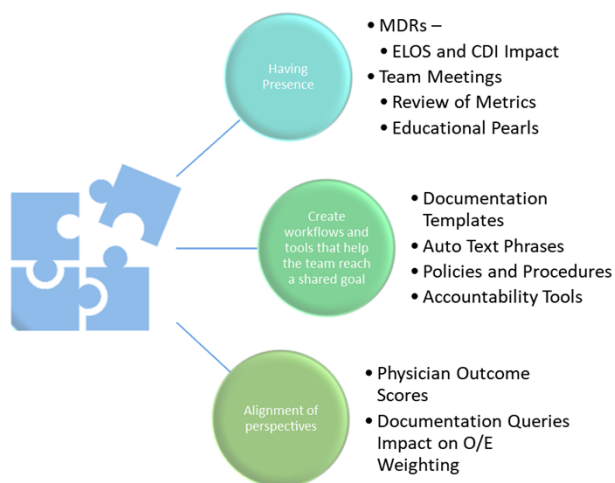 Having
Presence
• MDRs –
• ELOS and CDI Impact
• Team Meetings
• Review of Metrics
• Educational Pearls
Create
workflows and
tools that help
the team reach
a shared goal
• Documentation
Templates
• Auto Text Phrases
• Policies and Procedures
• Accountability Tools
Alignment of
perspectives
• Physician Outcome
Scores
• Documentation Queries
Impact on O/E
Weighting